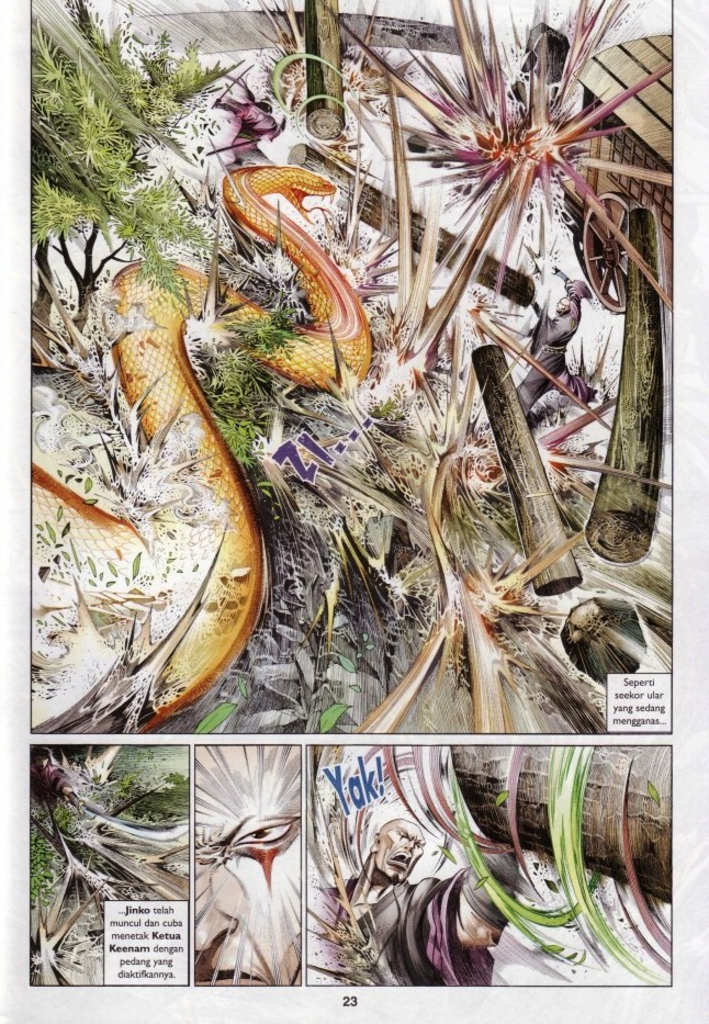 ZI...
Seperti
seekor ular
yang sedang
mengganas...
...Jinko telah
muncul dan cuba
menetak Ketua
Keenam dengan
pedang yang
diaktifkannya.
Yak!
23